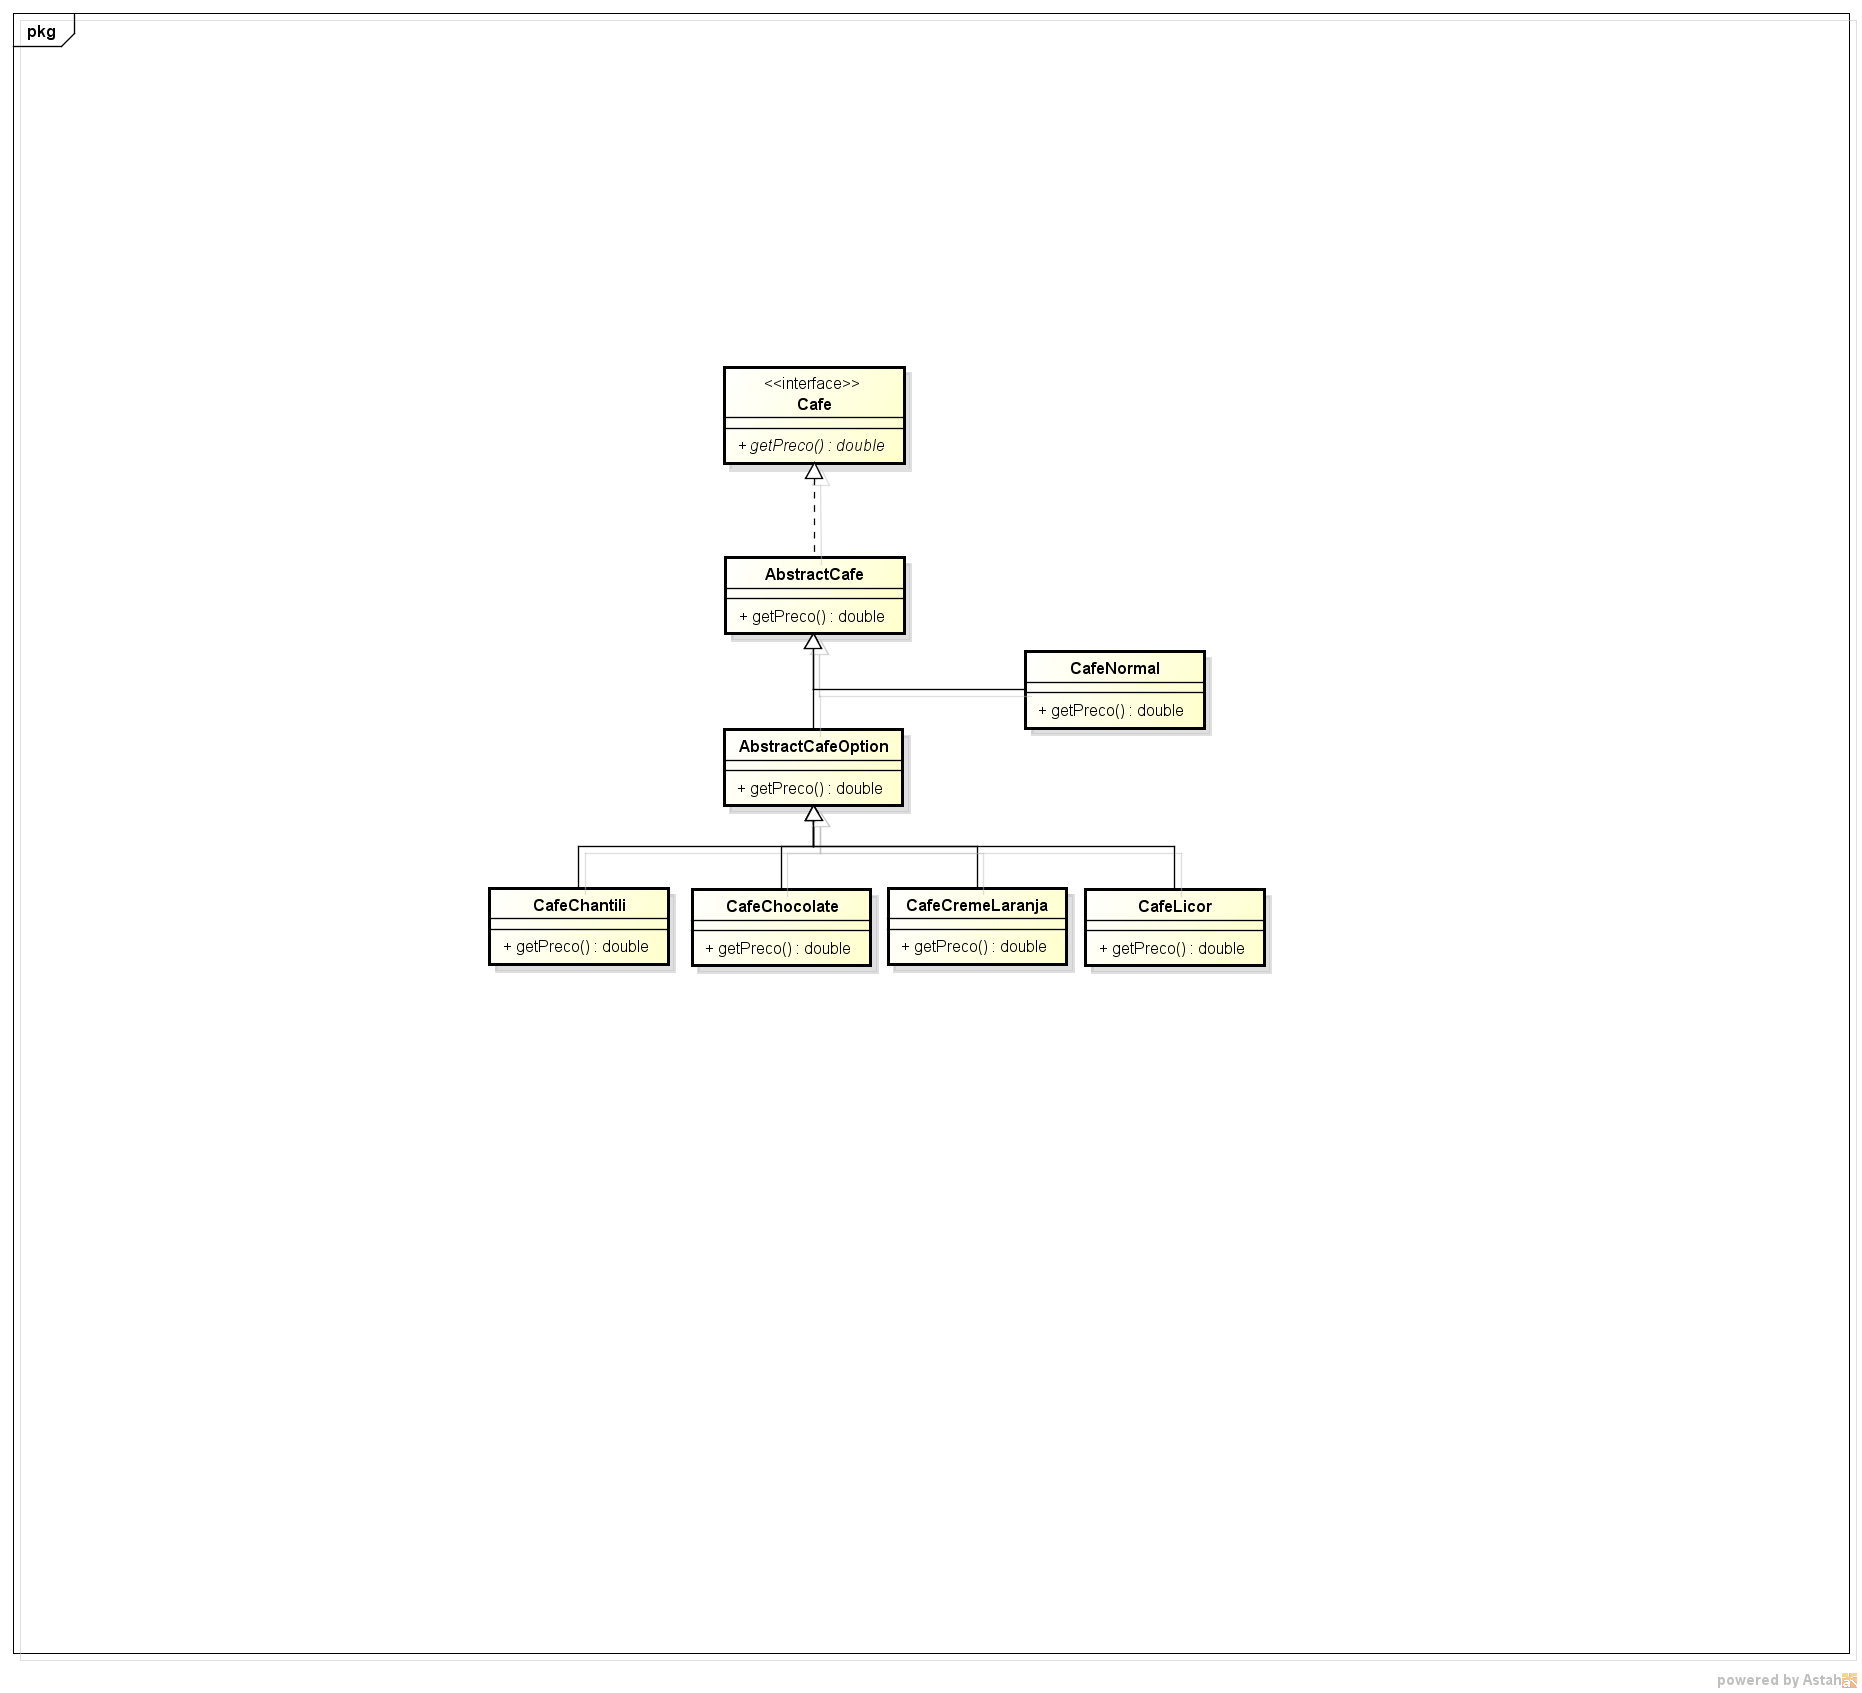 pkg
<<interface>>
Cafe
+ getPreco() : double
AbstractCafe
+ getPreco() : double
CafeNormal
+ getPreco() : double
AbstractCafeOption
+ getPreco() : double
CafeChantili
+ getPreco() : double
CafeChocolate
+ getPreco() : double
CafeCremeLaranja
+ getPreco() : double
CafeLicor
+ getPreco() : double
powered by Astah